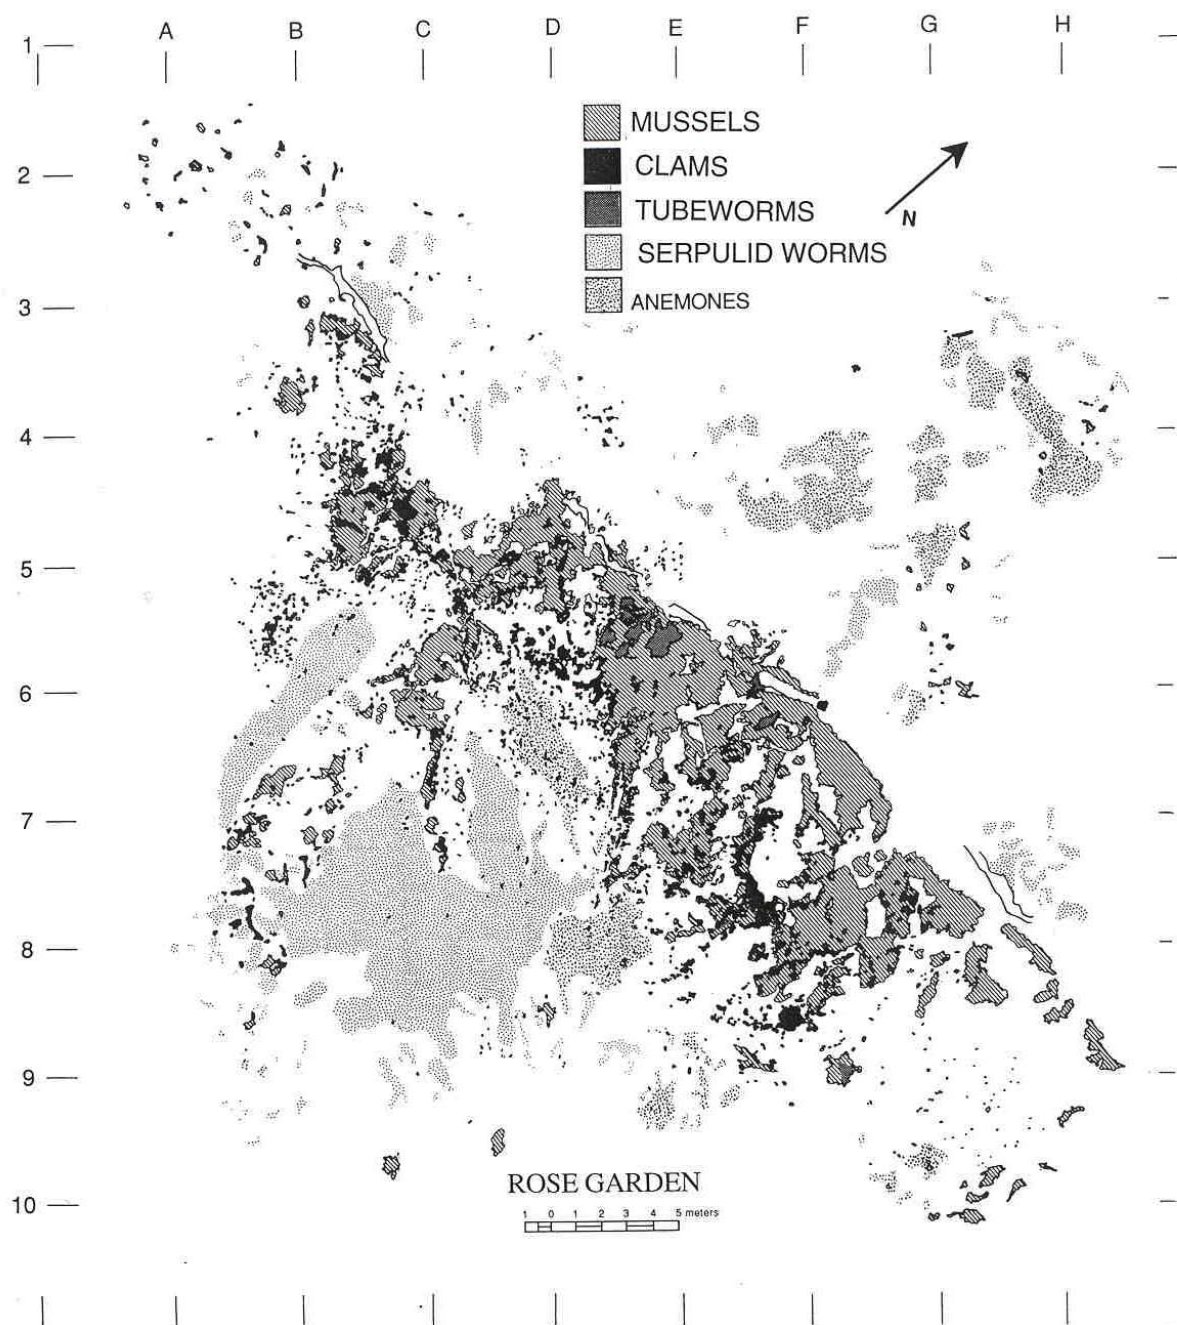 A B C D E F G H
1
MUSSELS
CLAMS
2
TUBEWORMS
N
SERPULID WORMS
ANEMONES
3
4
5
6
7
8
9
10
ROSE GARDEN
1 0 1 2 3 4 5 meters